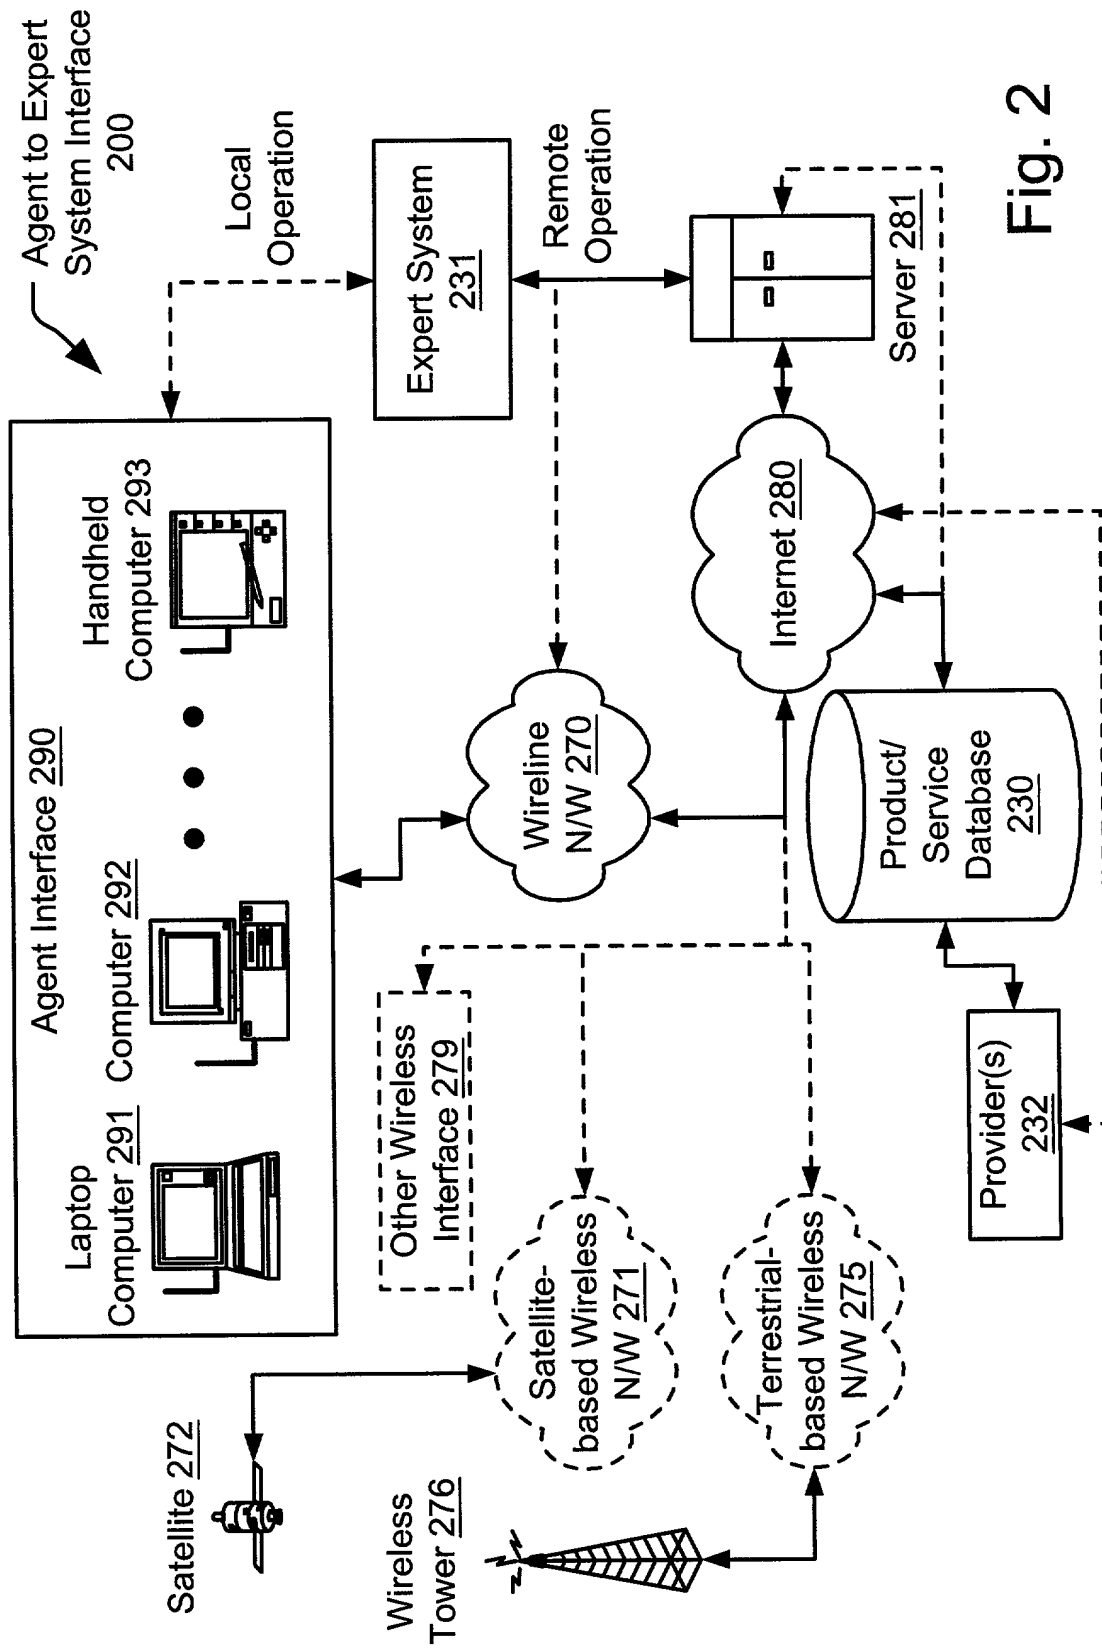 Agent to Expert
System Interface
200
Agent Interface 290
Laptop
Computer 291
Computer 292
Handheld
Computer 293
Local
Operation
Satellite 272
Expert System
231
Other Wireless
Interface 279
Wireline
N/W 270
Remote
Operation
Wireless
Tower 276
Satellite-
based Wireless
N/W 271
Terrestrial-
based Wireless
N/W 275
Internet 280
Server 281
Product/
Service
Database
230
Provider(s)
232
Fig. 2